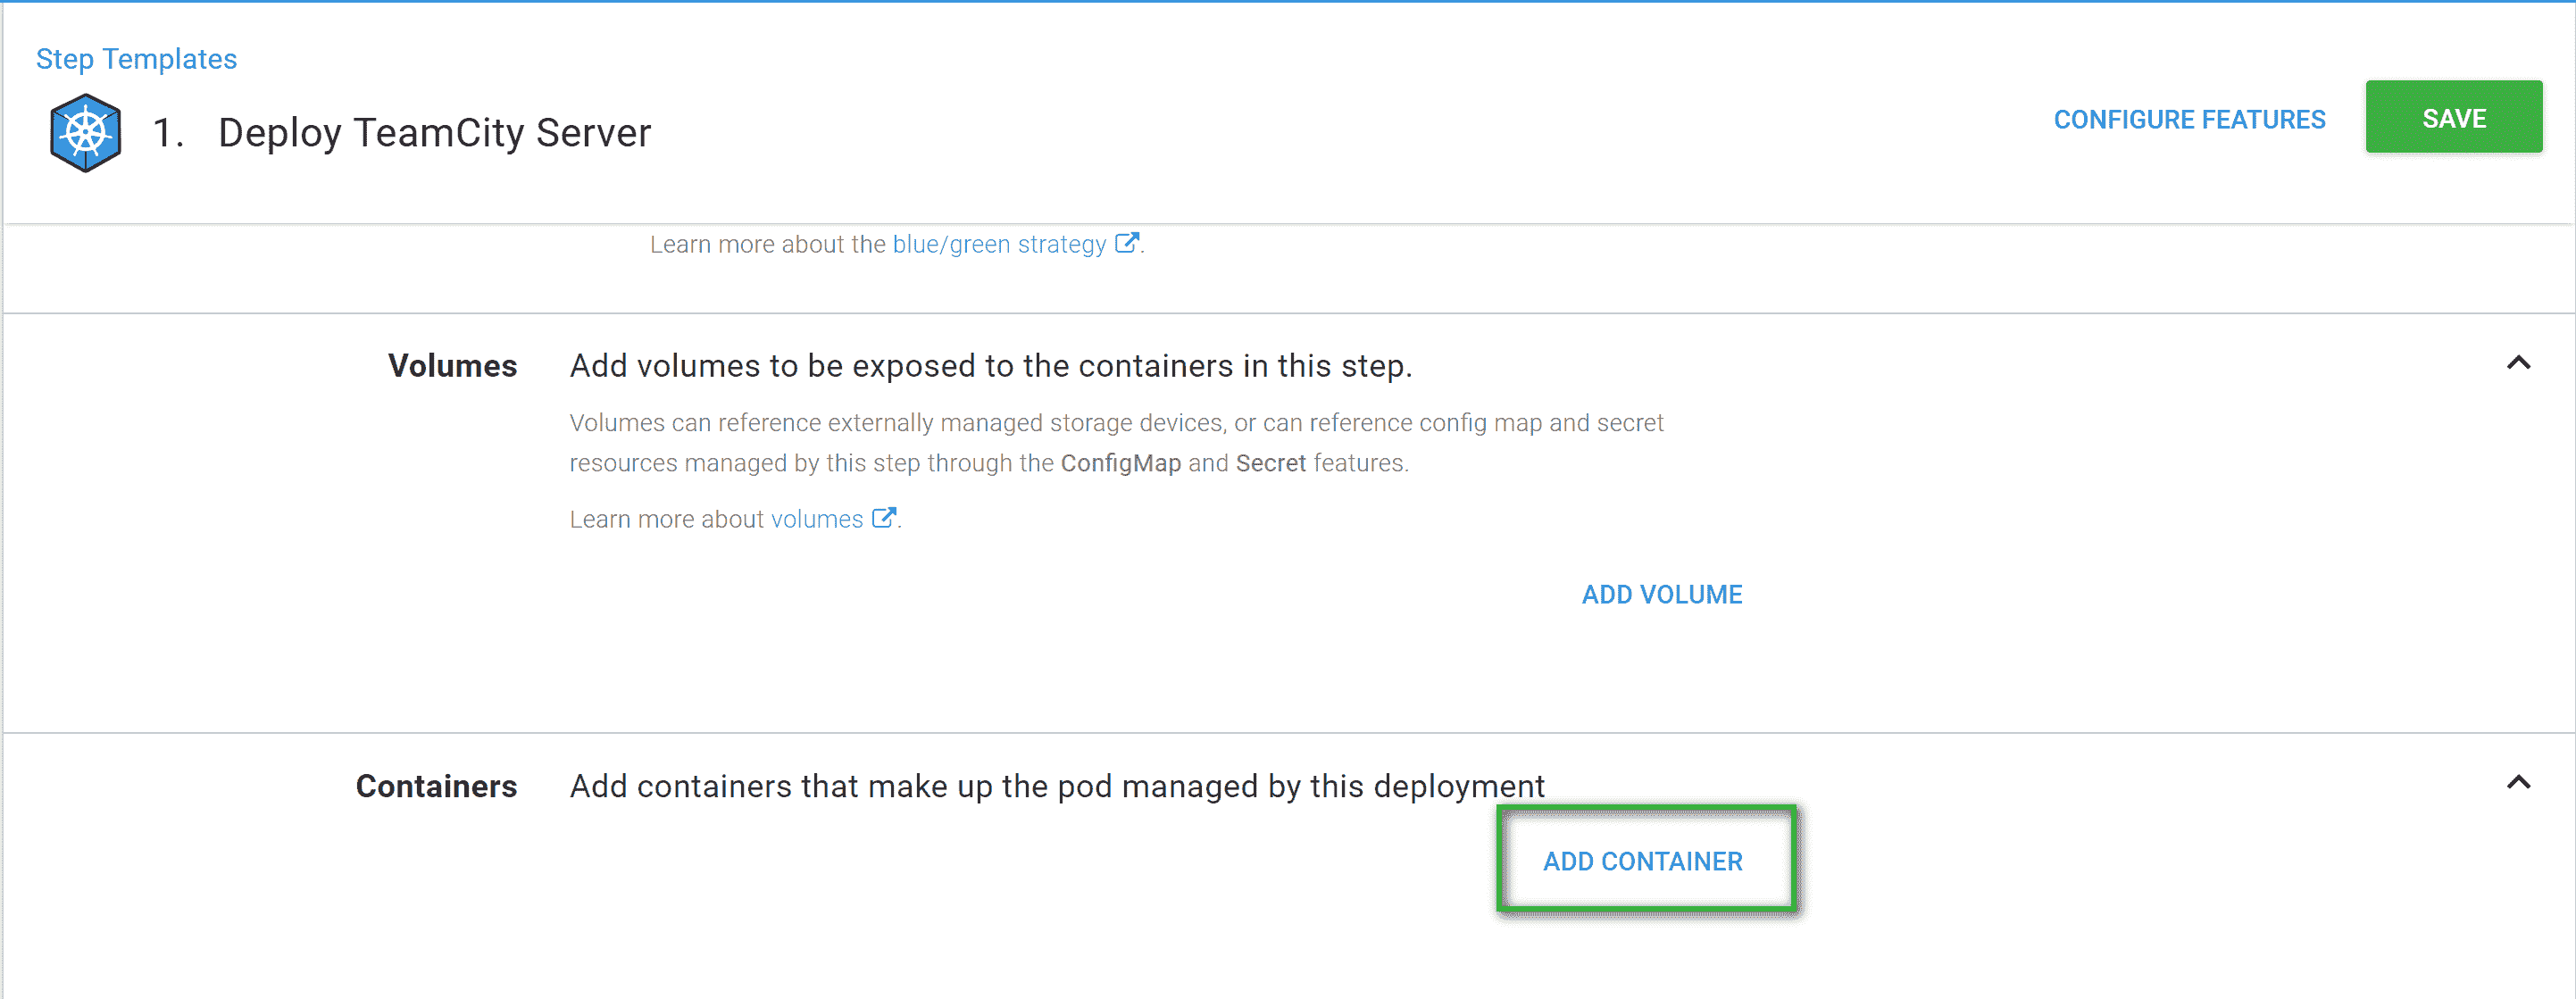 Step Templates
1. Deploy TeamCity Server
CONFIGURE FEATURES
SAVE
Learn more about the blue/green strategy.
Volumes
Add volumes to be exposed to the containers in this step.
Volumes can reference externally managed storage devices, or can reference config map and secret
resources managed by this step through the ConfigMap and Secret features.
Learn more about volumes.
ADD VOLUME
Containers
Add containers that make up the pod managed by this deployment
ADD CONTAINER